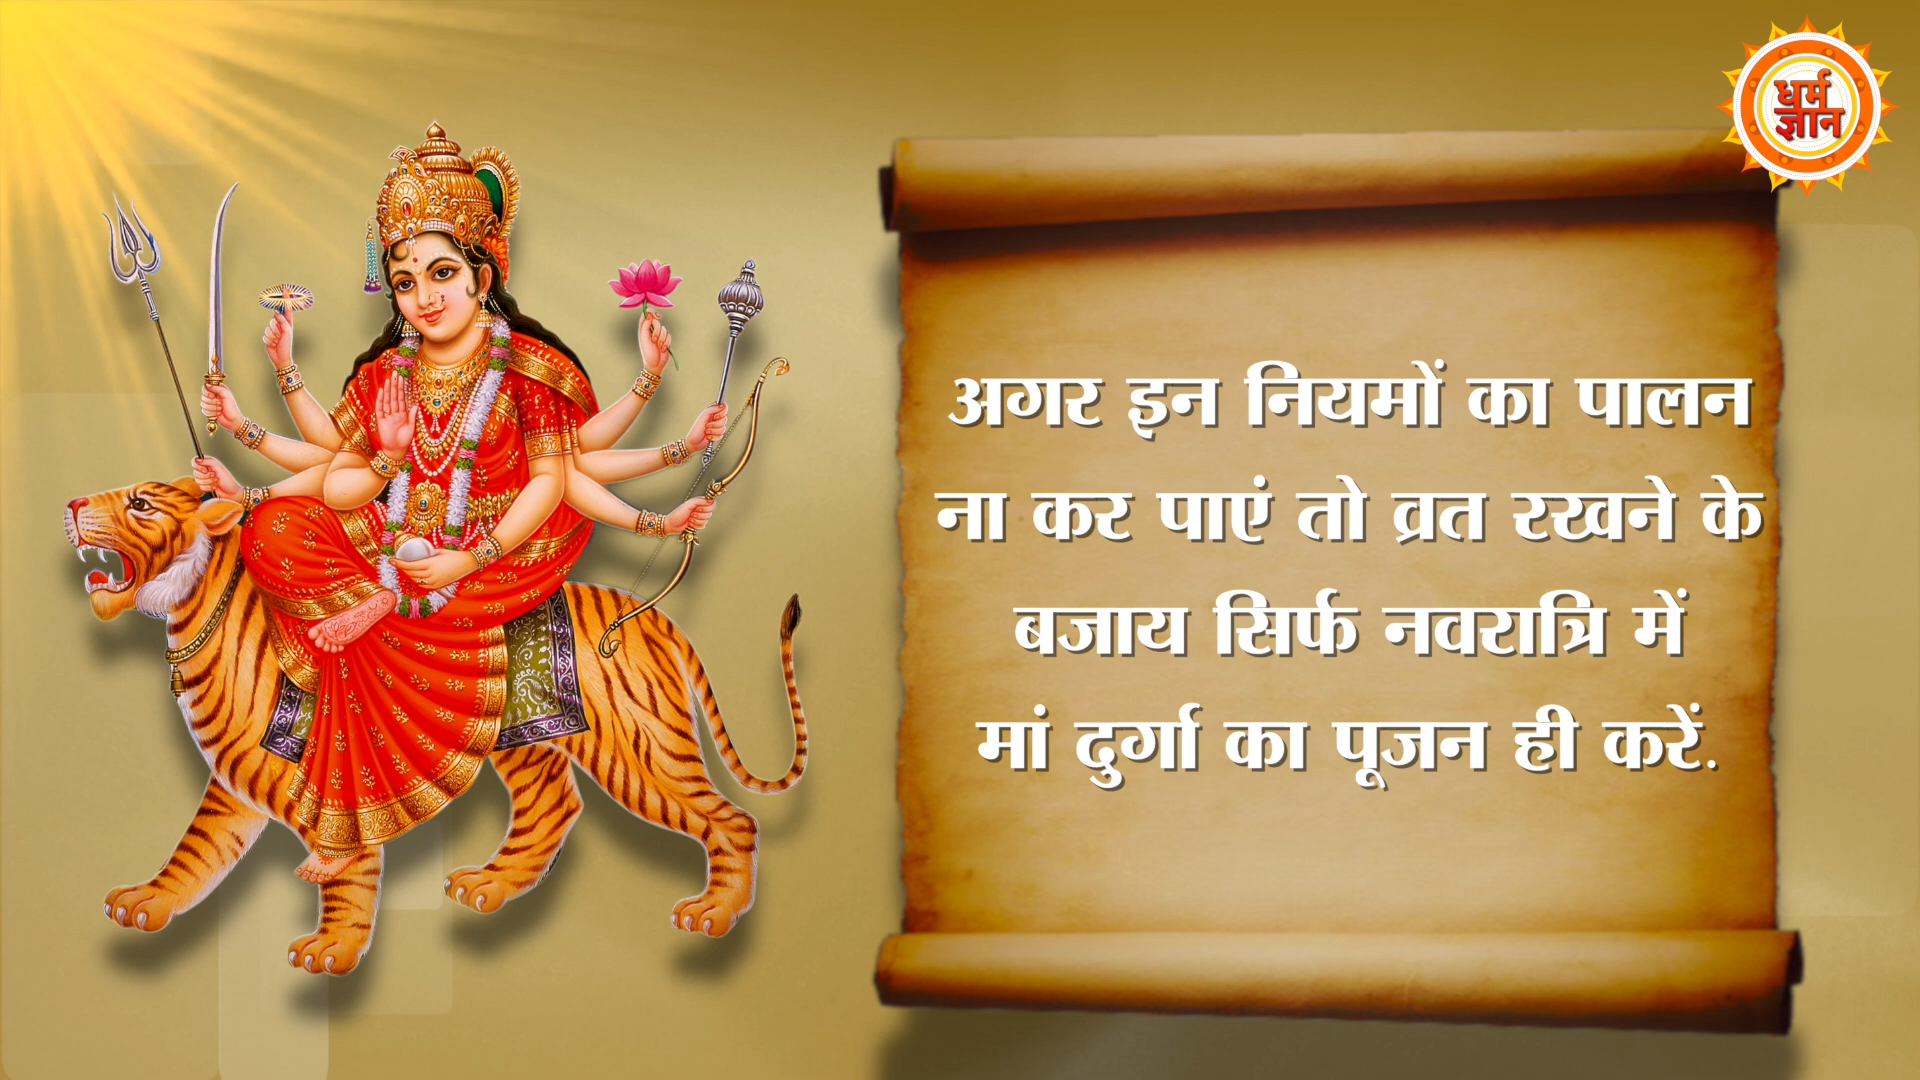 धर्म
ज्ञान
अगर इन नियमों का पालन
ना कर पाएं तो व्रत रखने के
बजाय सिर्फ नवरात्रि में
मां दुर्गा का पूजन ही करें.